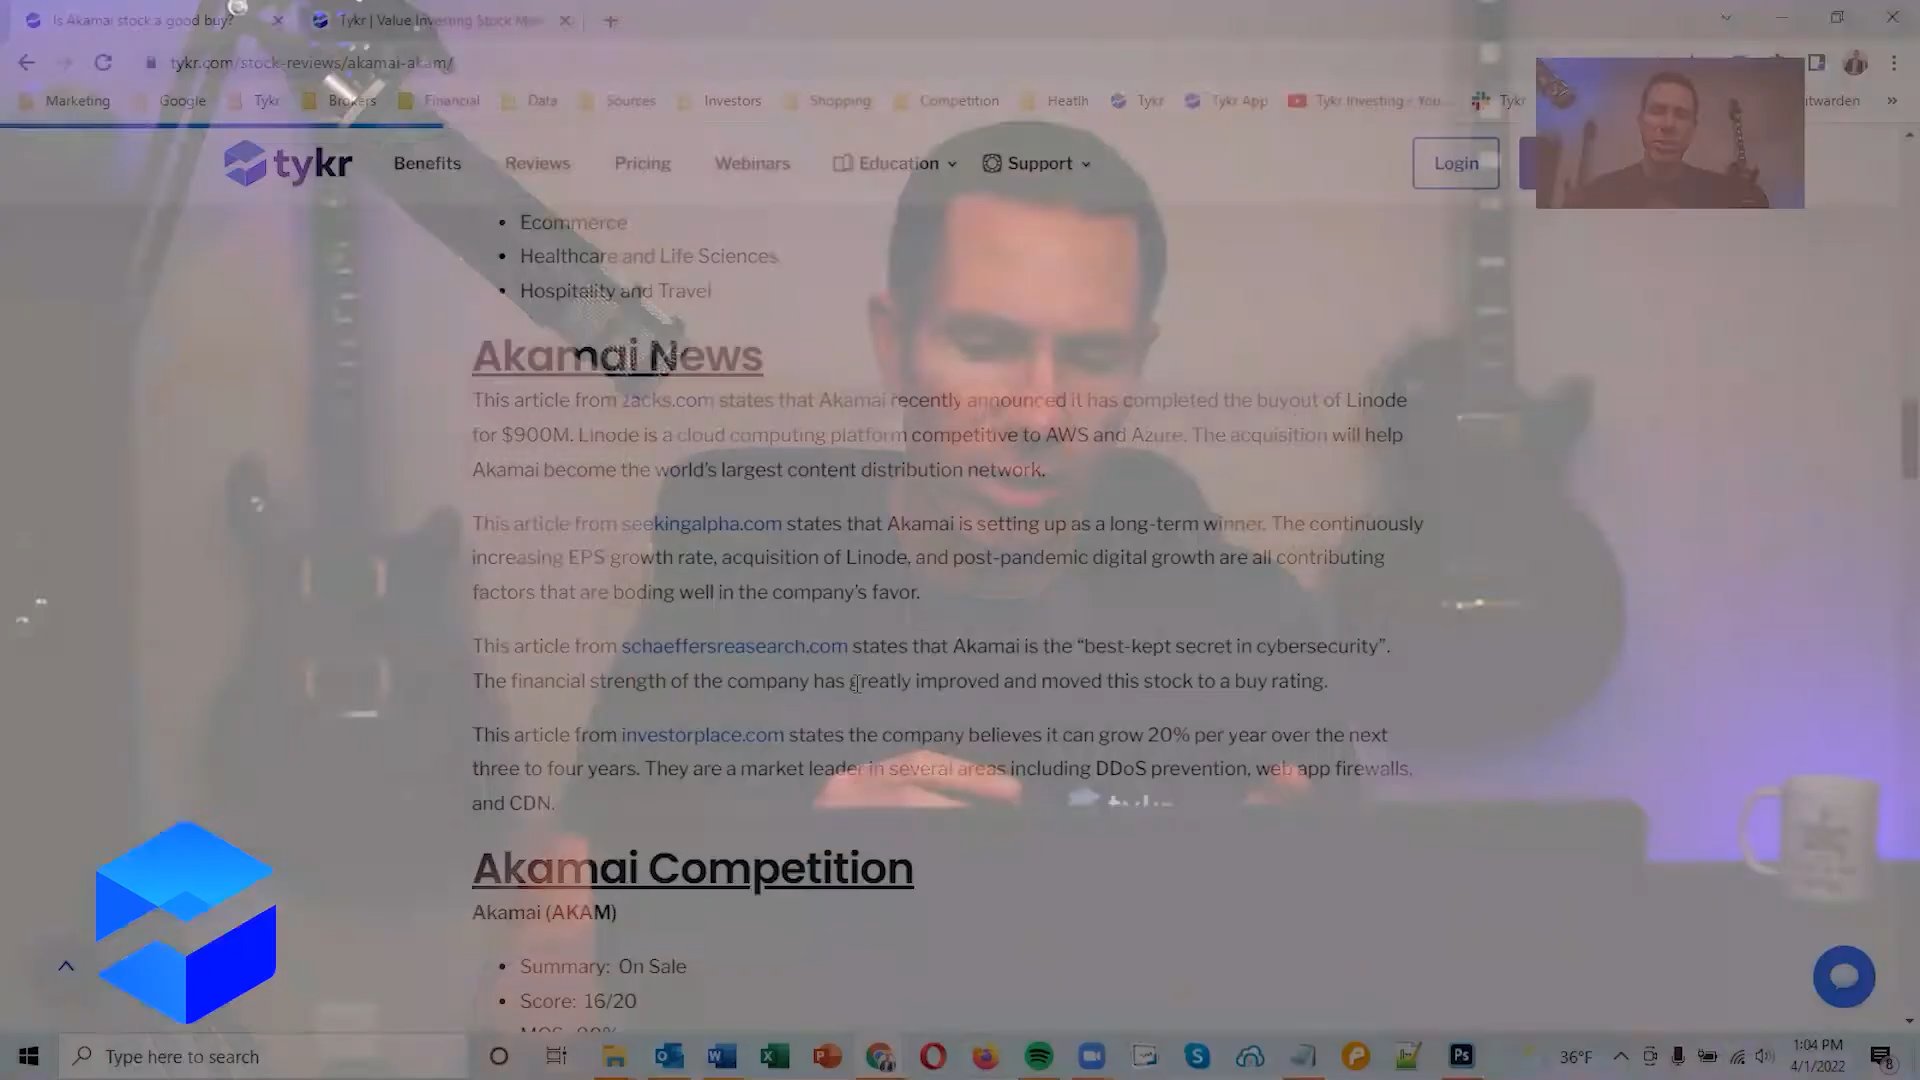 Is Akamai stock a good buy?
Tykr | Value Investing Stock
tykr.com/stock-reviews/akamai-akam/
Marketing Google Tykr Brokers Financial Data Sources Investors Shopping Competition Heatlh Tykr Tykr App Tykr Investing - You... Tykr itwarden »
tykr Benefits Reviews Pricing Webinars Education Support Login
• Ecommerce
• Healthcare and Life Sciences
• Hospitality and Travel
Akamai News
This article from zacks.com states that Akamai recently announced it has completed the buyout of Linode
for $900M. Linode is a cloud computing platform competitive to AWS and Azure. The acquisition will help
Akamai become the world’s largest content distribution network.
This article from seekingalpha.com states that Akamai is setting up as a long-term winner. The continuously
increasing EPS growth rate, acquisition of Linode, and post-pandemic digital growth are all contributing
factors that are boding well in the company’s favor.
This article from schaeffersreasearch.com states that Akamai is the “best-kept secret in cybersecurity”.
The financial strength of the company has greatly improved and moved this stock to a buy rating.
This article from investorplace.com states the company believes it can grow 20% per year over the next
three to four years. They are a market leader in several areas including DDoS prevention, web app firewalls,
and CDN.
Akamai Competition
Akamai (AKAM)
• Summary: On Sale
• Score: 16/20
Type here to search
36°F
1:04 PM
4/1/2022
8